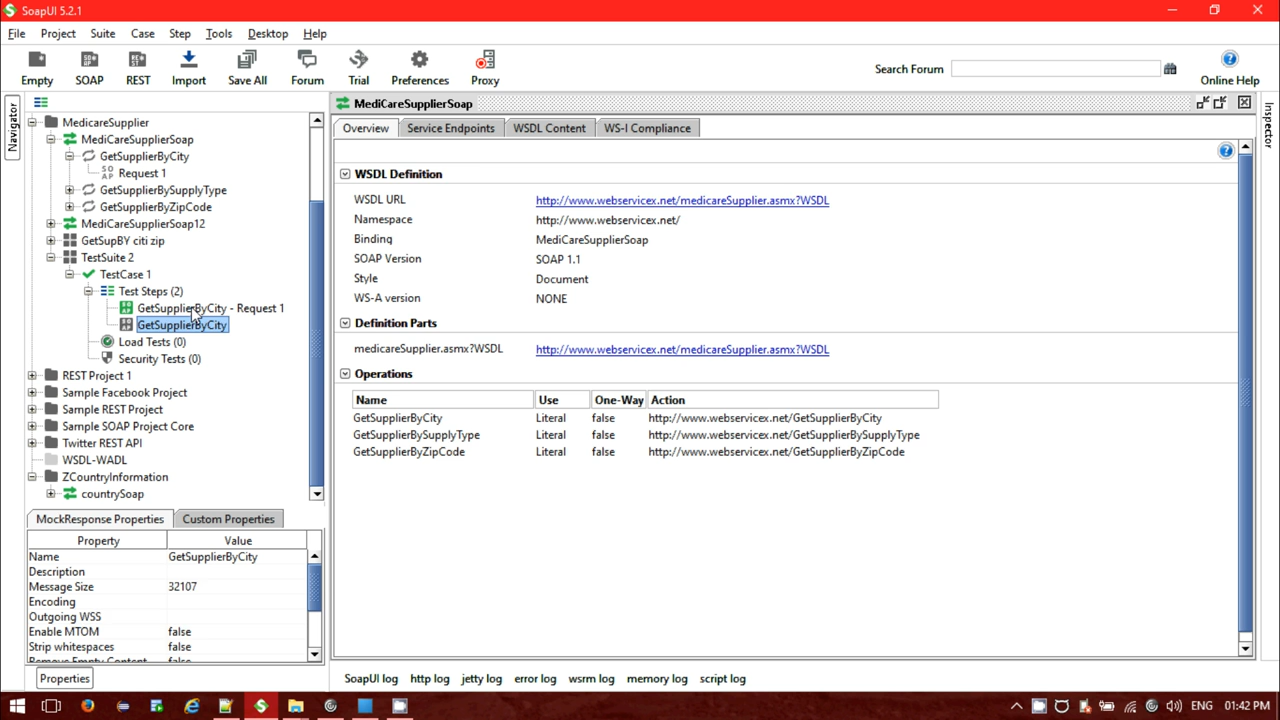 SoapUI 5.2.1
File Project Suite Case Step Tools Desktop Help
Empty SOAP REST Import Save All Forum Trial Preferences Proxy Search Forum Online Help
Navigator
MedicareSupplier
MediCareSupplierSoap
GetSupplierByCity
Request 1
GetSupplierBySupplyType
GetSupplierByZipCode
MediCareSupplierSoap12
GetSupBY citi zip
TestSuite 2
TestCase 1
Test Steps (2)
GetSupplierByCity - Request 1
GetSupplierByCity
Load Tests (0)
Security Tests (0)
REST Project 1
Sample Facebook Project
Sample REST Project
Sample SOAP Project Core
Twitter REST API
WSDL-WADL
ZCountryInformation
countrySoap
MockResponse Properties Custom Properties
Property Value
Name GetSupplierByCity
Description
Message Size 32107
Encoding
Outgoing WSS
Enable MTOM false
Strip whitespaces false
Remove Empty Content false
Properties
MediCareSupplierSoap
Overview Service Endpoints WSDL Content WS-I Compliance
WSDL Definition
WSDL URL http://www.webservicex.net/medicareSupplier.asmx?WSDL
Namespace http://www.webservicex.net/
Binding MediCareSupplierSoap
SOAP Version SOAP 1.1
Style Document
WS-A version NONE
Definition Parts
medicareSupplier.asmx?WSDL http://www.webservicex.net/medicareSupplier.asmx?WSDL
Operations
Name Use One-Way Action
GetSupplierByCity Literal false http://www.webservicex.net/GetSupplierByCity
GetSupplierBySupplyType Literal false http://www.webservicex.net/GetSupplierBySupplyType
GetSupplierByZipCode Literal false http://www.webservicex.net/GetSupplierByZipCode
Inspector
SoapUI log http log jetty log error log wsrm log memory log script log
ENG 01:42 PM